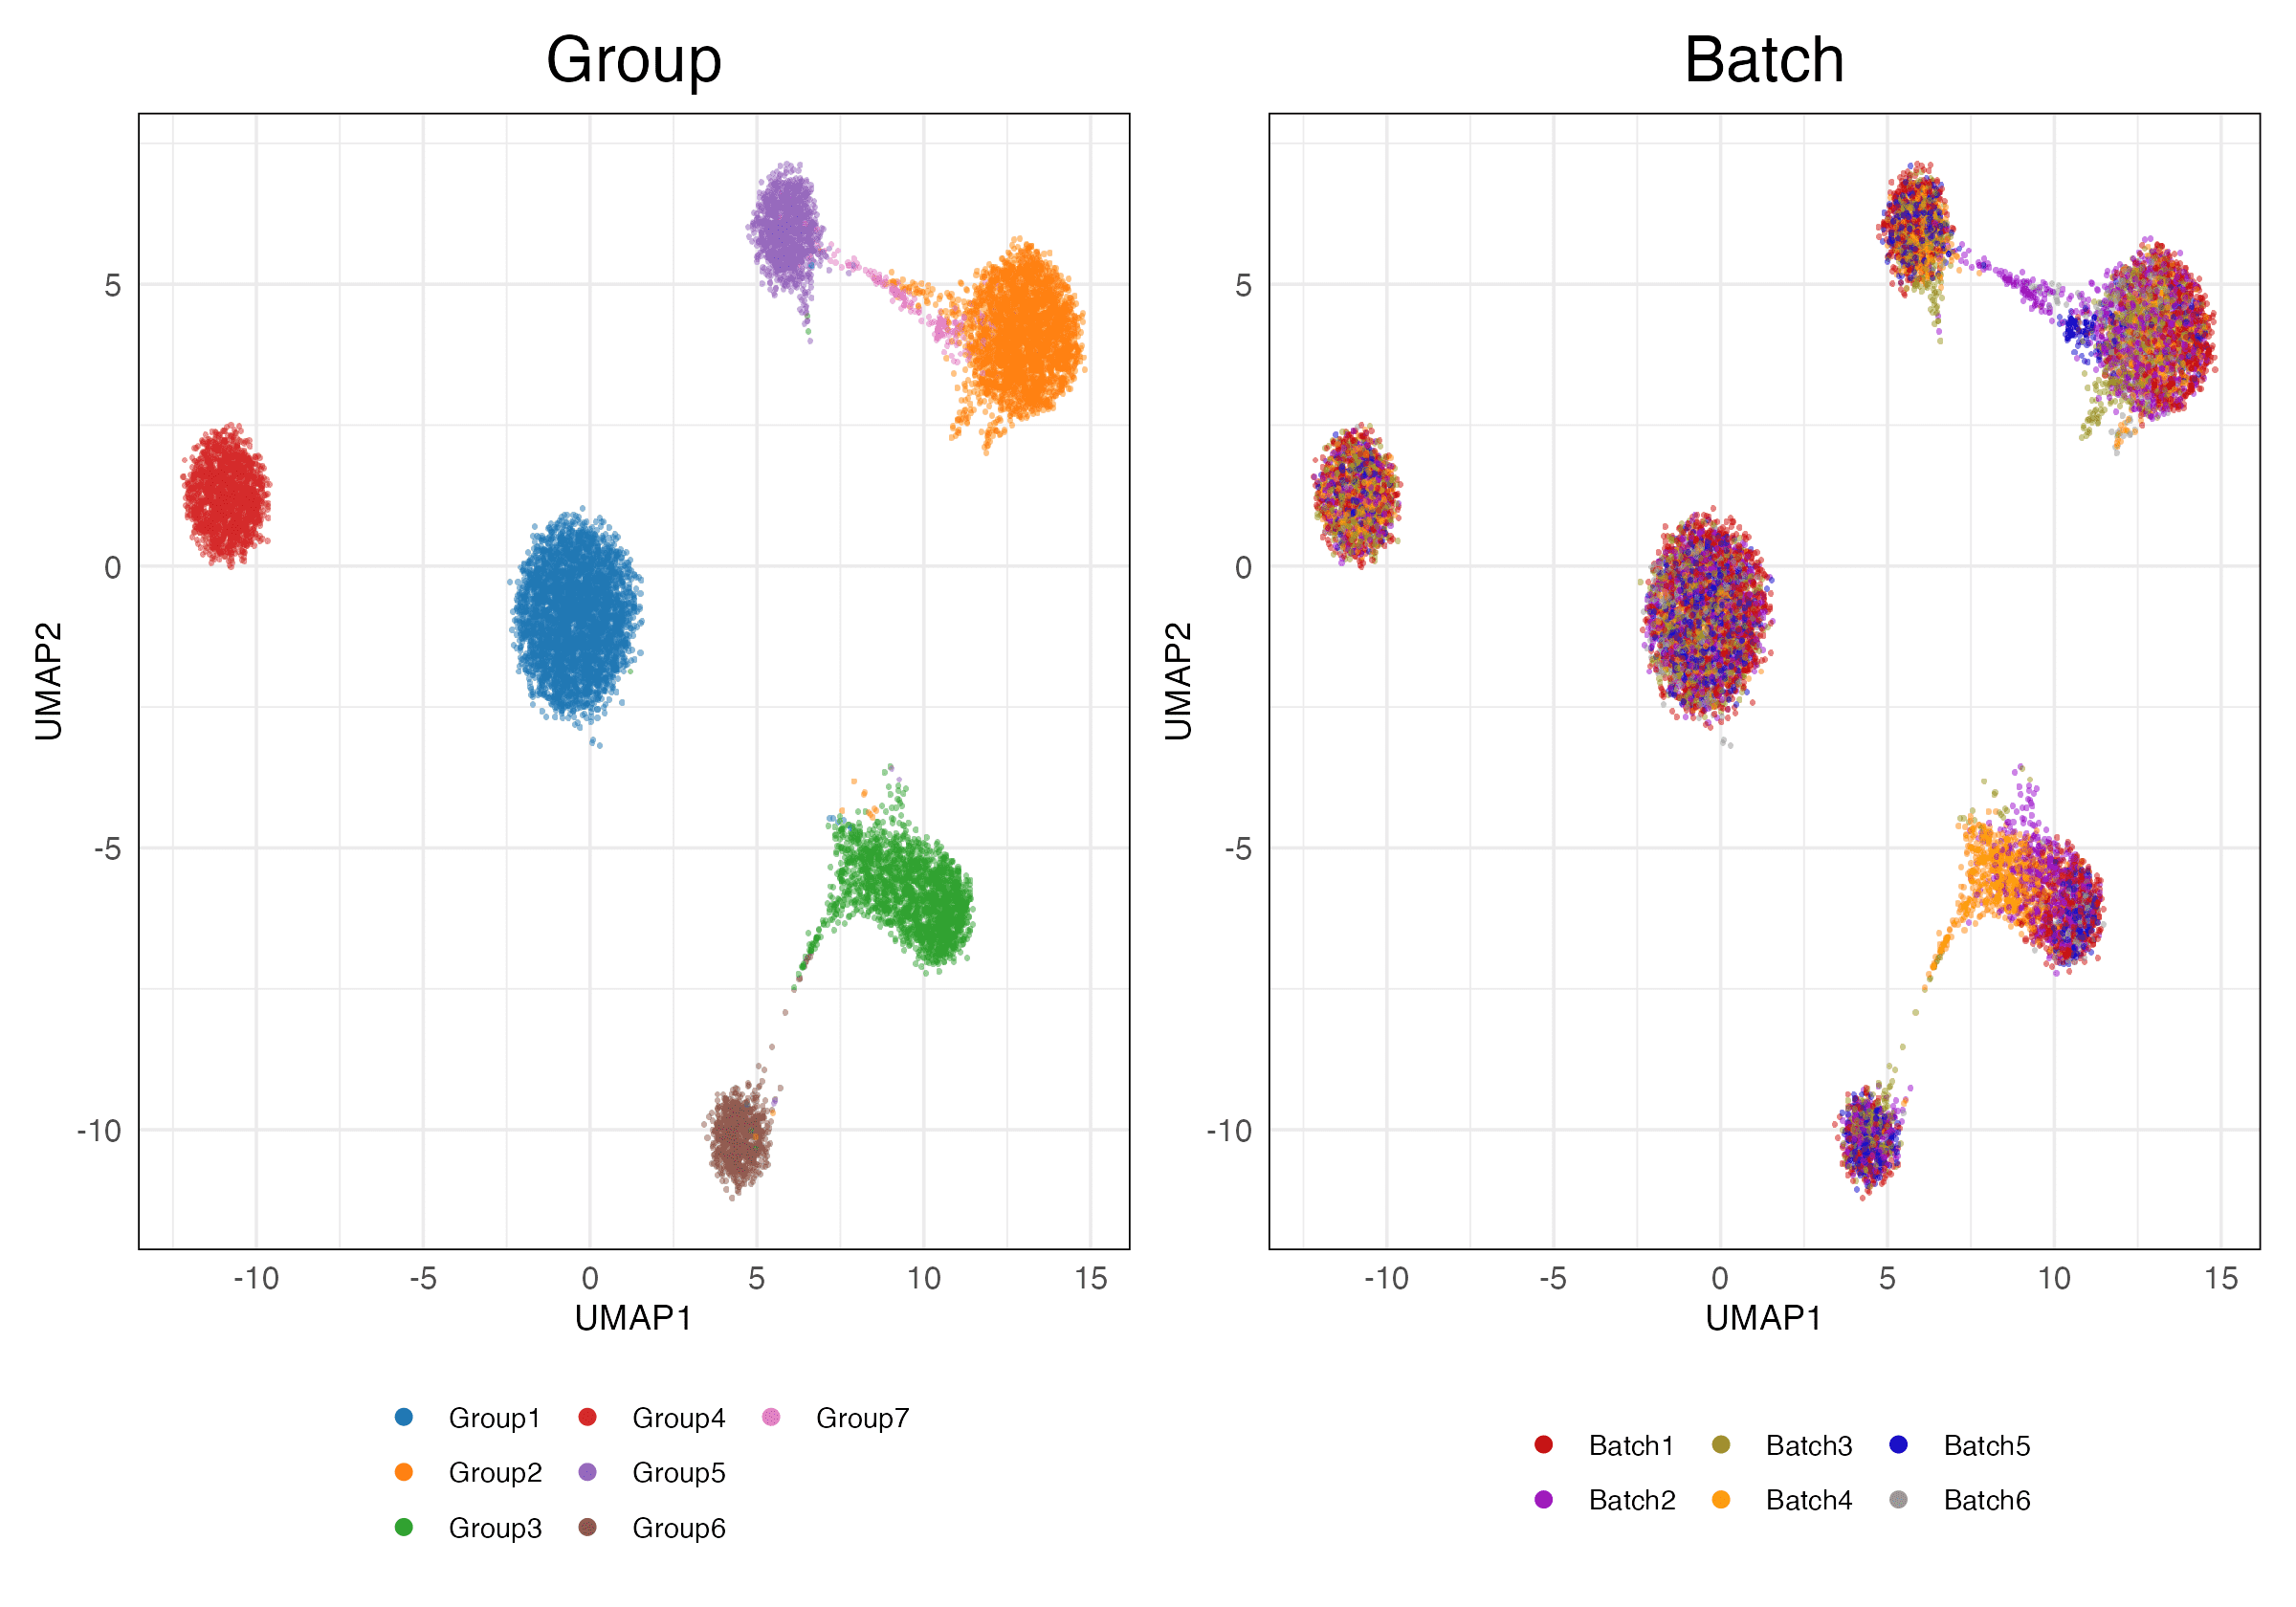 Group
Batch
5
0
-5
-10
UMAP2
-10 -5 0 5 10 15
UMAP1
5
0
-5
-10
UMAP2
-10 -5 0 5 10 15
UMAP1
Group1 Group4 Group7
Group2 Group5
Group3 Group6
Batch1 Batch3 Batch5
Batch2 Batch4 Batch6